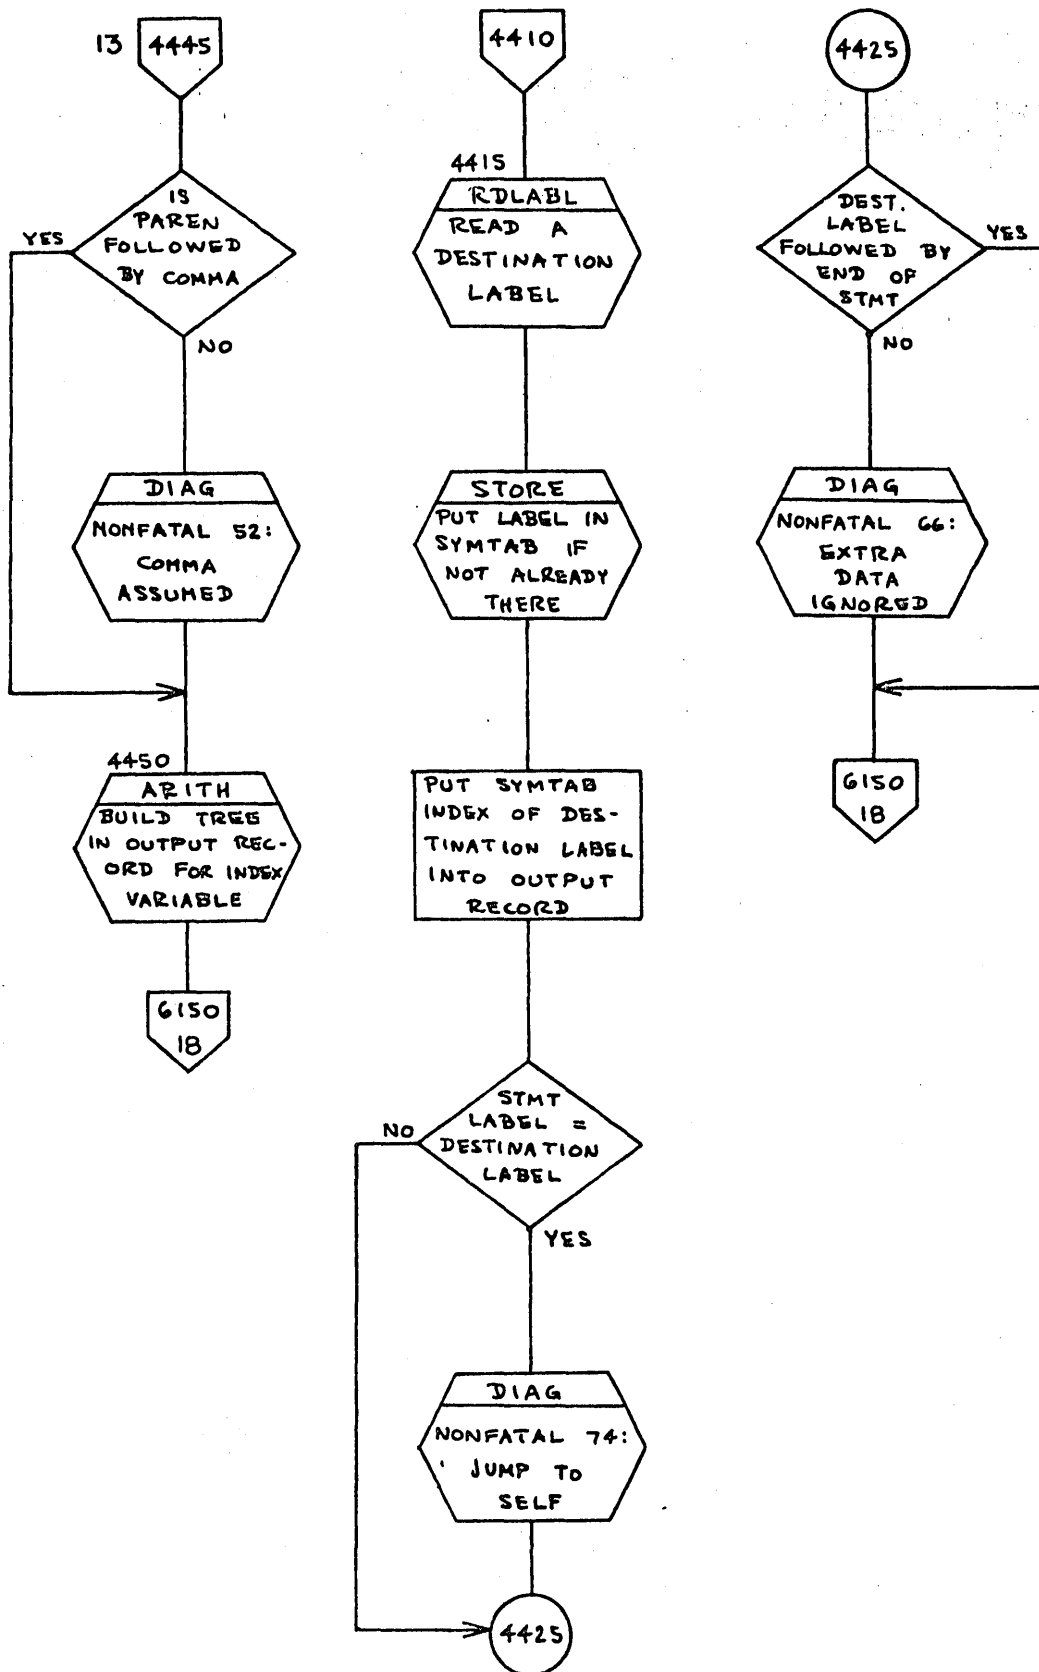 13 4445
IS
PAREN
FOLLOWED
BY COMMA
YES
NO
DIAG
NONFATAL 52:
COMMA
ASSUMED
4450
ARITH
BUILD TREE
IN OUTPUT REC-
ORD FOR INDEX
VARIABLE
6150
18
4410
4415
RDLABL
READ A
DESTINATION
LABEL
STORE
PUT LABEL IN
SYMTAB IF
NOT ALREADY
THERE
PUT SYMTAB
INDEX OF DES-
TINATION LABEL
INTO OUTPUT
RECORD
STMT
LABEL =
DESTINATION
LABEL
NO
YES
DIAG
NONFATAL 74:
JUMP TO
SELF
4425
4425
DEST.
LABEL
FOLLOWED BY
END OF
STMT
YES
NO
DIAG
NONFATAL 66:
EXTRA
DATA
IGNORED
6150
18